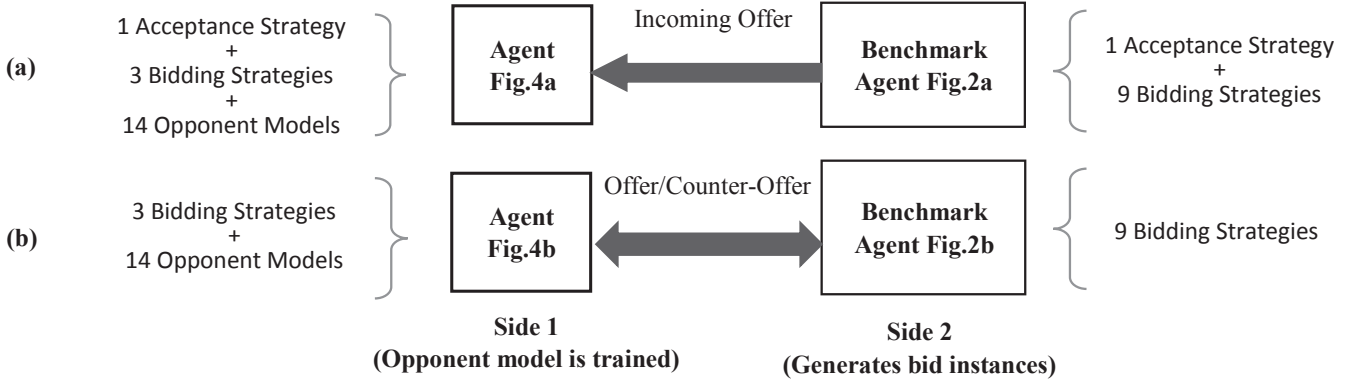 (a)
1 Acceptance Strategy
+
3 Bidding Strategies
+
14 Opponent Models
Agent
Fig.4a
Incoming Offer
Benchmark
Agent Fig.2a
1 Acceptance Strategy
+
9 Bidding Strategies
(b)
3 Bidding Strategies
+
14 Opponent Models
Agent
Fig.4b
Offer/Counter-Offer
Benchmark
Agent Fig.2b
9 Bidding Strategies
Side 1
(Opponent model is trained)
Side 2
(Generates bid instances)